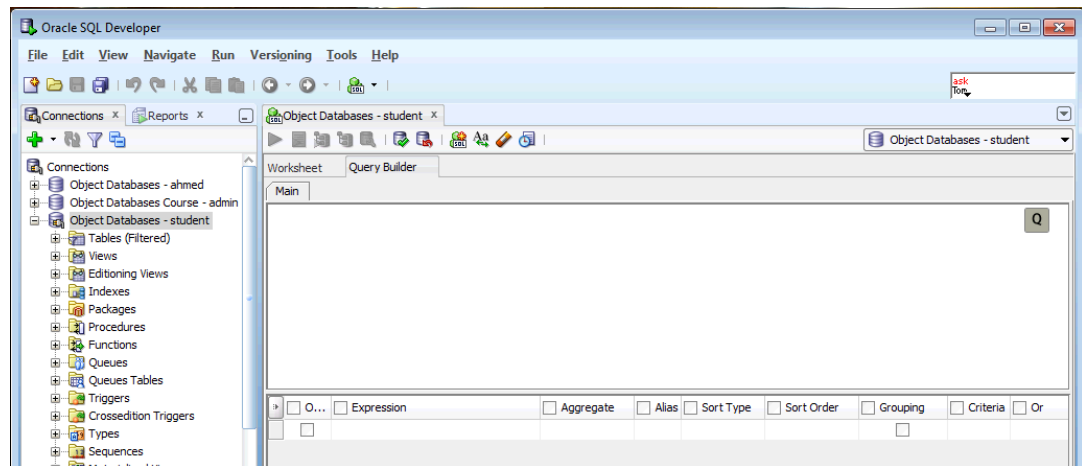 Oracle SQL Developer
File Edit View Navigate Run Versioning Tools Help
SQL
ask
Tom
Connections x Reports x
Object Databases - student x
SQL Aa
Object Databases - student
Connections
Object Databases - ahmed
Object Databases Course - admin
Object Databases - student
Tables (Filtered)
Views
Editioning Views
Indexes
Packages
Procedures
Functions
Queues
Queues Tables
Triggers
Crossedition Triggers
Types
Sequences
Worksheet Query Builder
Main
Q
O... Expression Aggregate Alias Sort Type Sort Order Grouping Criteria Or